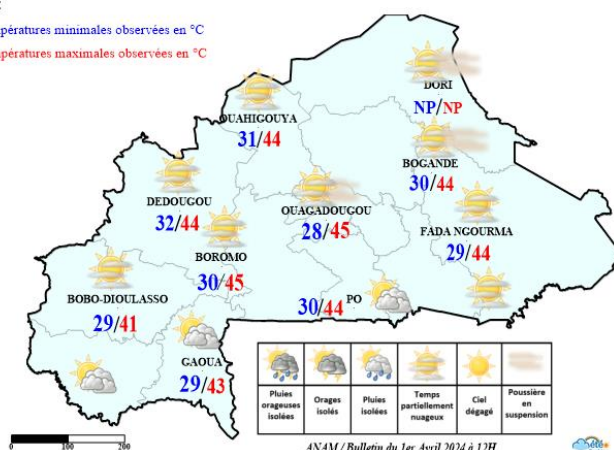 pératures minimales observées en °C
pératures maximales observées en °C
DORI
NP/NP
OUAHIGOUYA
31/44
BOGANDE
30/44
DEDOUGOU
32/44
OUAGADOUGOU
28/45
FADA NGOURMA
29/44
BOROMO
30/45
BOBO-DIOULASSO
29/41
30/44 PO
GAOUA
29/43
Pluies orageuses isolées
Orages isolés
Pluies isolées
Temps partiellement nuageux
Ciel dégagé
Poussière en suspension
0 100 200
ANAM / Bulletin du 1er Avril 2024 à 12H